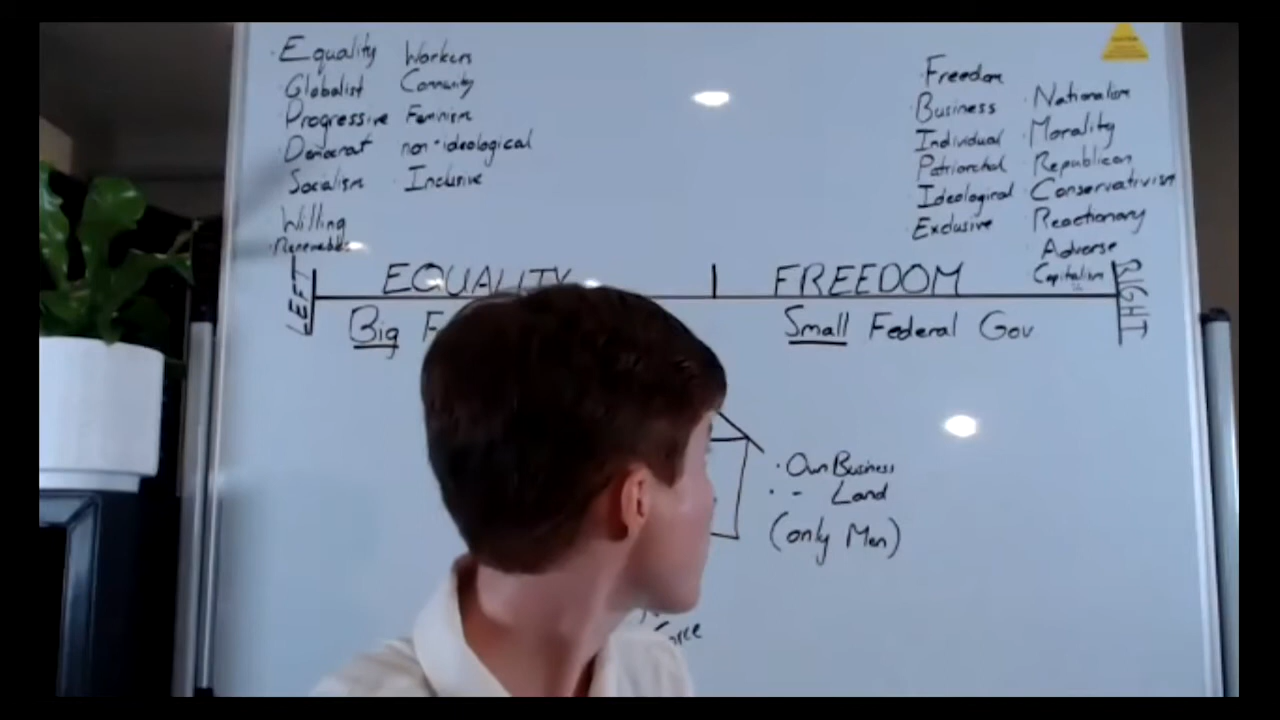 Equality Workers
Globalist Community
Progressive Feminism
Democrat non-ideological
Socialism Inclusive
Willing
Renewables
Freedom
Business
Individual
Patriarchal
Ideological
Exclusive
Nationalism
Morality
Republican
Conservativism
Reactionary
Adverse
Capitalism
LEFT
EQUALITY
FREEDOM
RIGHT
Big F
Small Federal Gov
Own Business
- Land
(only Men)